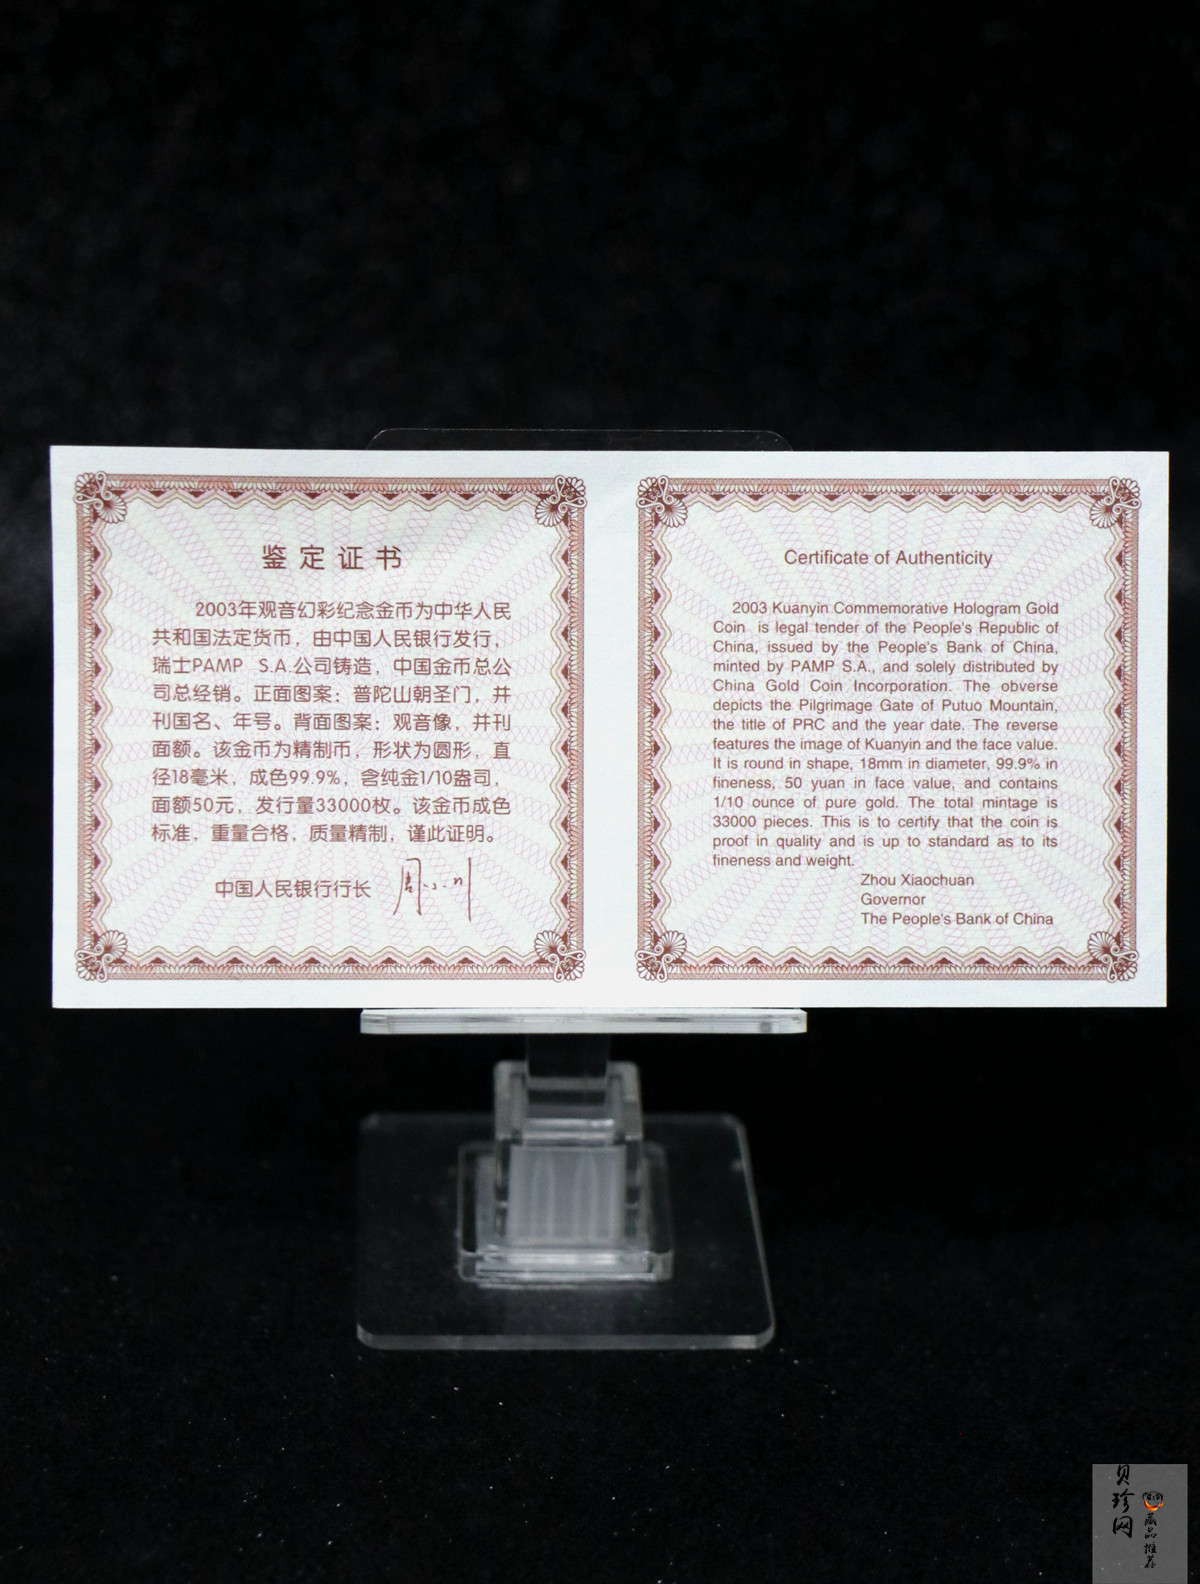 鉴定证书
2003年观音幻彩纪念金币为中华人民
共和国法定货币，由中国人民银行发行，
瑞士PAMP S.A.公司铸造，中国金币总公
司总经销。正面图案：普陀山朝圣门，并
刊国名、年号。背面图案：观音像，并刊
面额。该金币为精制币，形状为圆形，直
径18毫米，成色99.9%，含纯金1/10盎司，
面额50元，发行量33000枚。该金币成色
标准，重量合格，质量精制，谨此证明。
中国人民银行行长 周小川
Certificate of Authenticity
2003 Kuanyin Commemorative Hologram Gold
Coin is legal tender of the People's Republic of
China, issued by the People's Bank of China,
minted by PAMP S.A., and solely distributed by
China Gold Coin Incorporation. The obverse
depicts the Pilgrimage Gate of Putuo Mountain,
the title of PRC and the year date. The reverse
features the image of Kuanyin and the face value.
It is round in shape, 18mm in diameter, 99.9% in
fineness, 50 yuan in face value, and contains
1/10 ounce of pure gold. The total mintage is
33000 pieces. This is to certify that the coin is
proof in quality and is up to standard as to its
fineness and weight.
Zhou Xiaochuan
Governor
The People's Bank of China
贝珍网
藏品推荐